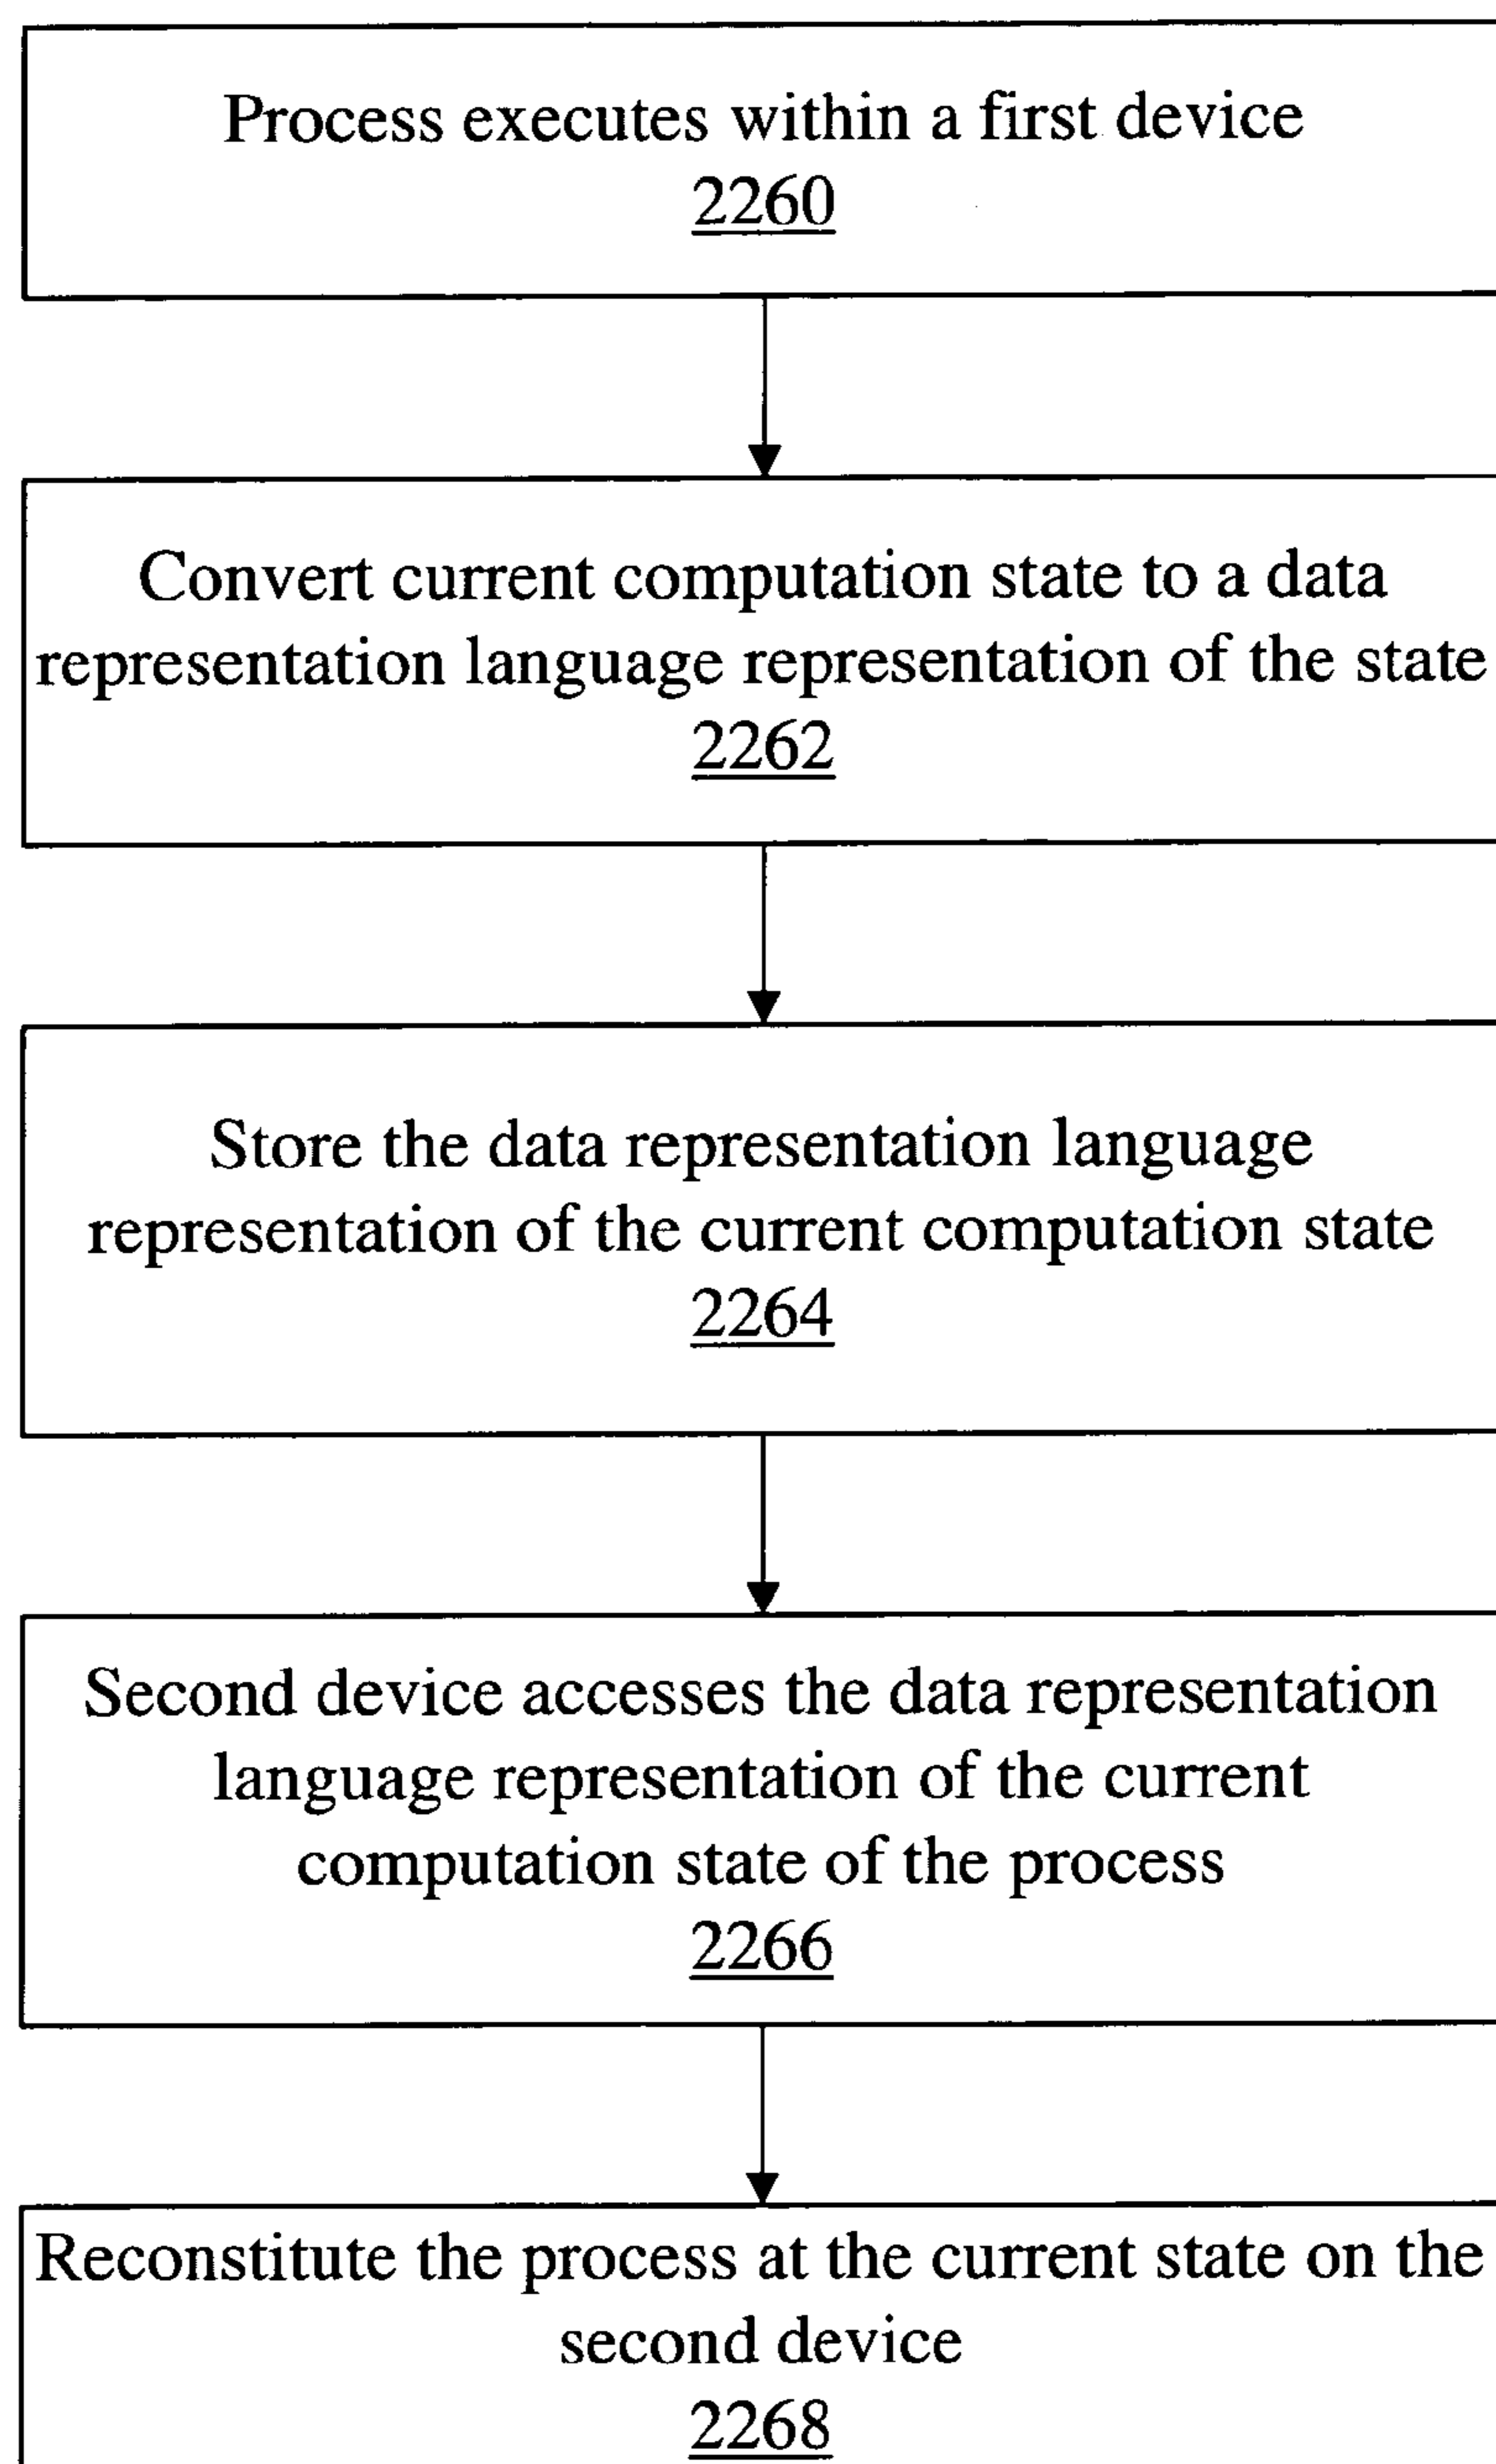 Process executes within a first device
2260
Convert current computation state to a data
representation language representation of the state
2262
Store the data representation language
representation of the current computation state
2264
Second device accesses the data representation
language representation of the current
computation state of the process
2266
Reconstitute the process at the current state on the
second device
2268